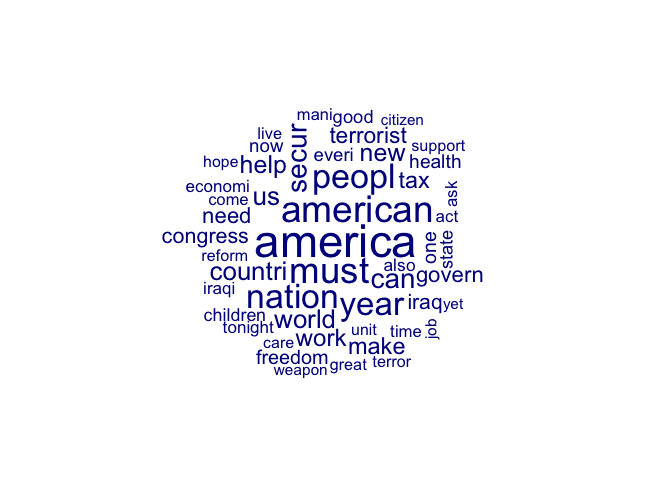 manigood citizen
live terrorist
now secur everi new support
hope help peopl tax health
economi us ask
come american act
need
congress america one state
reform must also
countri can govern
iraqi nation year iraq yet
children world unit time job
tonight work make
care
freedom great terror
weapon